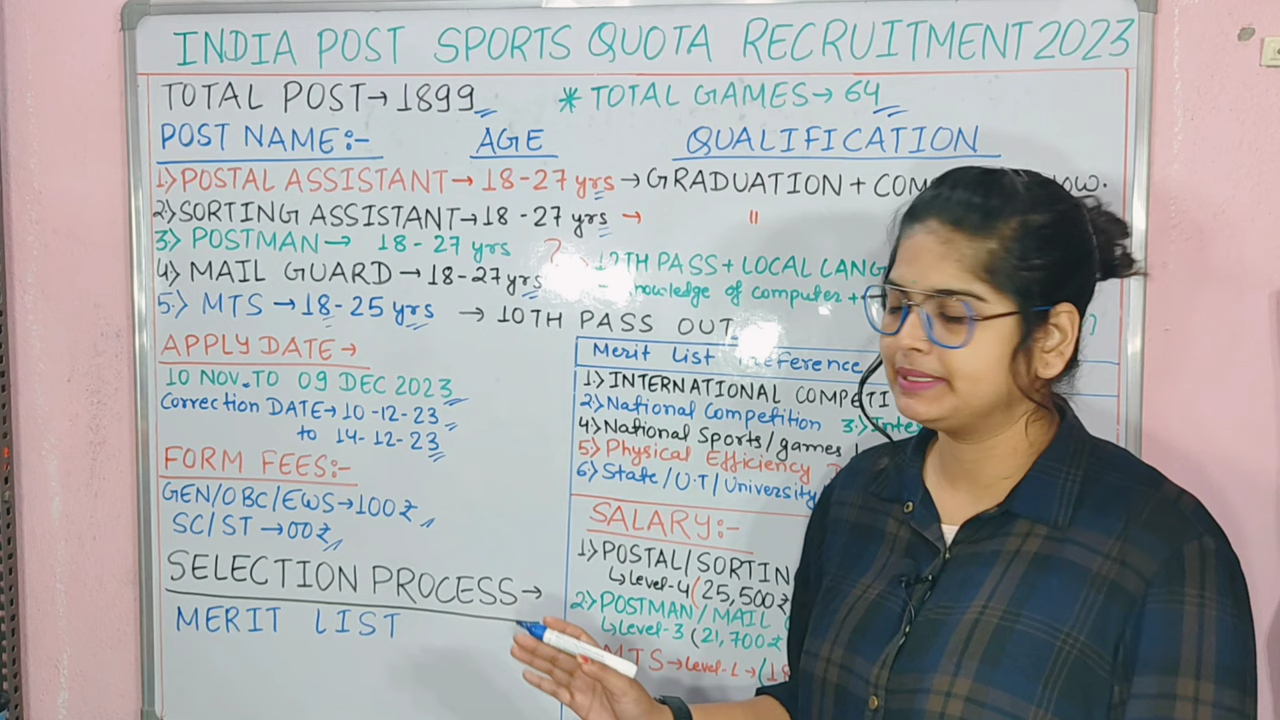 INDIA POST SPORTS QUOTA RECRUITMENT 2023
TOTAL POST→1899 * TOTAL GAMES→ 64
POST NAME:- AGE QUALIFICATION
1) POSTAL ASSISTANT→ 18-27 yrs → GRADUATION +
2) SORTING ASSISTANT→18 - 27 yrs → "
3) POSTMAN→ 18 - 27 yrs
12TH PASS + LOCAL LANG
4) MAIL GUARD →18-27yrs
knowledge of computer +
5) MTS →18-25 yrs → 10TH PASS OUT
APPLY DATE→
10 NOV. TO 09 DEC 2023
Correction DATE→ 10-12-23
to 14-12-23
FORM FEES:-
GEN/OBC/EWS→100₹
SC/ST →00₹
SELECTION PROCESS→
MERIT LIST
Merit List
1) INTERNATIONAL COMPETI
2) National Competition 3) Inte
4) National Sports/games
5) Physical Efficiency
6) State/U.T/University
SALARY:-
1) POSTAL/SORTIN
↳Level-4(25,500₹
2) POSTMAN/MAIL
↳Level-3 (21,700₹
MTS→Level-1→(18